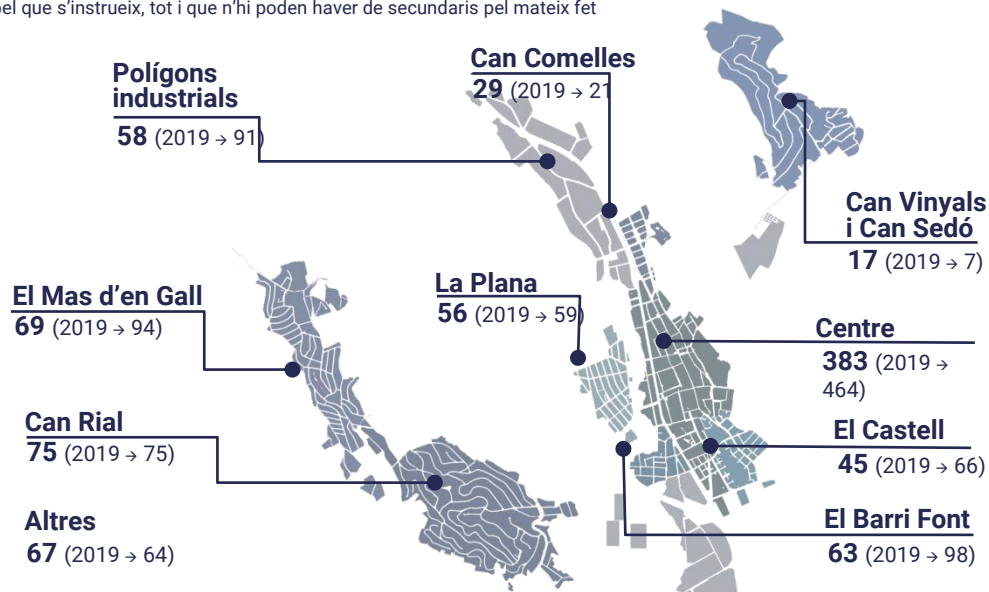 el que s’instrueix, tot i que n’hi poden haver de secundaris pel mateix fet
Can Comelles
29 (2019 → 21
Polígons
industrials
58 (2019 → 91)
Can Vinyals
i Can Sedó
17 (2019 → 7)
El Mas d’en Gall
69 (2019 → 94)
La Plana
56 (2019 → 59)
Centre
383 (2019 →
464)
Can Rial
75 (2019 → 75)
El Castell
45 (2019 → 66)
Altres
67 (2019 → 64)
El Barri Font
63 (2019 → 98)